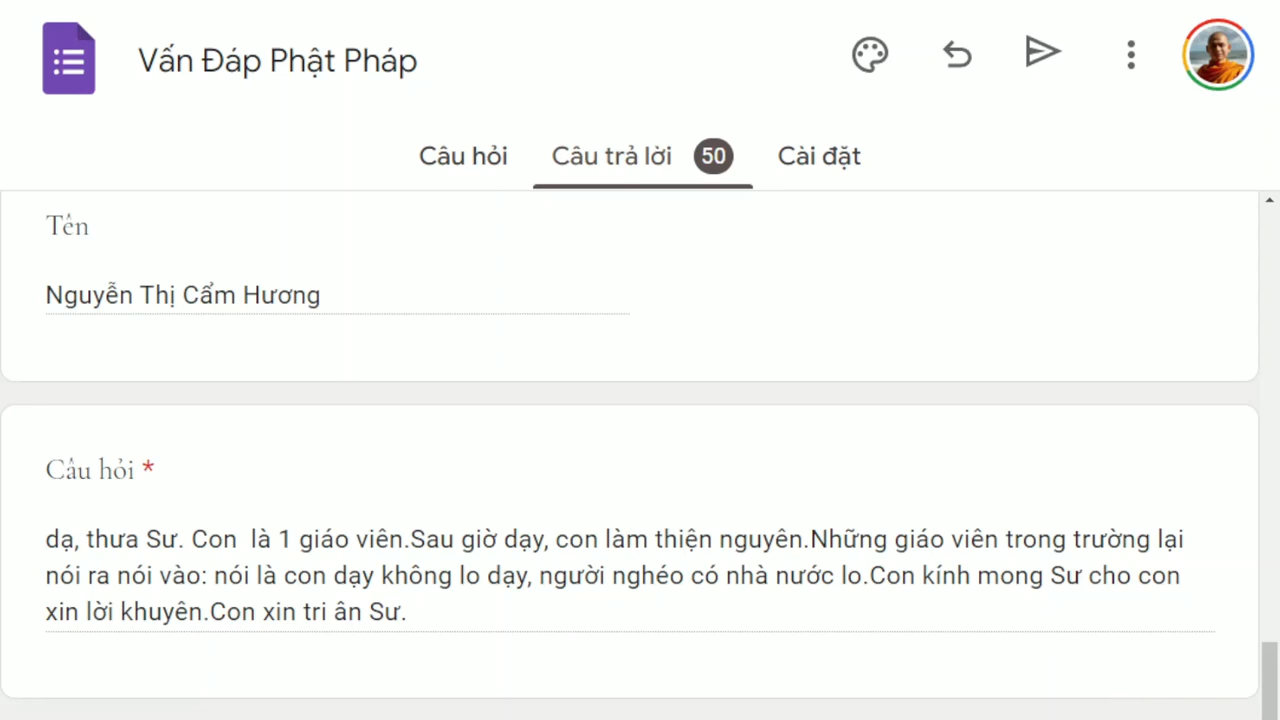 Vấn Đáp Phật Pháp
Câu hỏi
Câu trả lời
50
Cài đặt
Tên
Nguyễn Thị Cẩm Hương
Câu hỏi *
dạ, thưa Sư. Con  là 1 giáo viên.Sau giờ dạy, con làm thiện nguyên.Những giáo viên trong trường lại
nói ra nói vào: nói là con dạy không lo dạy, người nghéo có nhà nước lo.Con kính mong Sư cho con
xin lời khuyên.Con xin tri ân Sư.